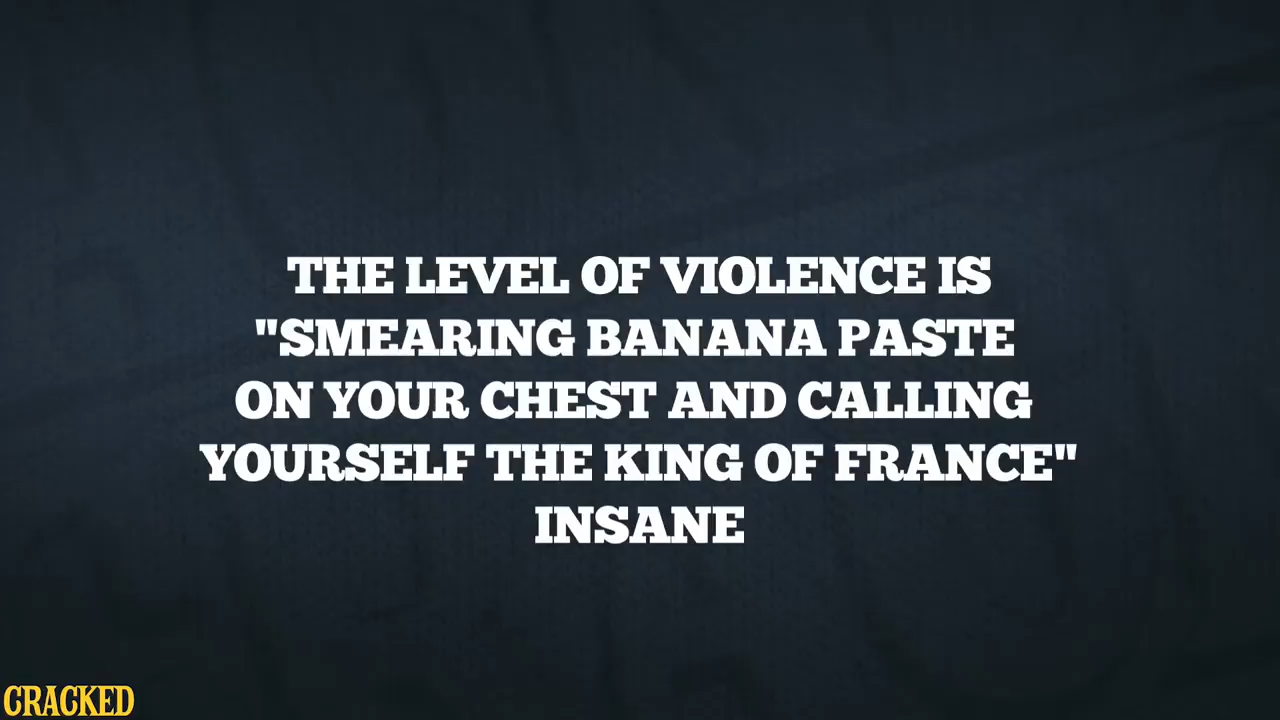 THE LEVEL OF VIOLENCE IS
"SMEARING BANANA PASTE
ON YOUR CHEST AND CALLING
YOURSELF THE KING OF FRANCE"
INSANE
CRACKED